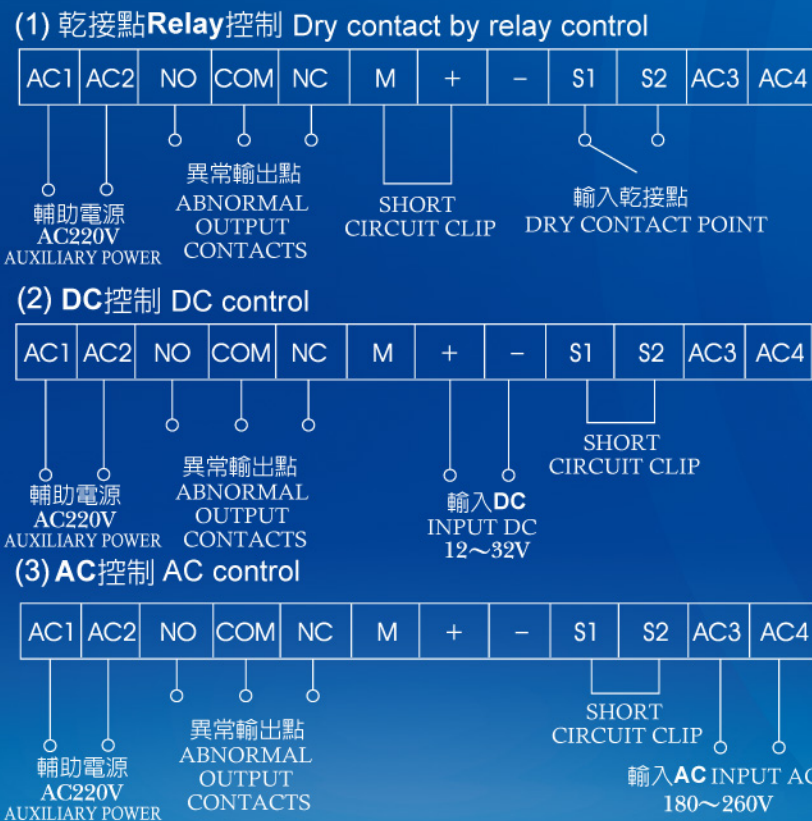 (1) 乾接點Relay控制 Dry contact by relay control
AC1 AC2 NO COM NC M + − S1 S2 AC3 AC4
輔助電源
AC220V
AUXILIARY POWER
異常輸出點
ABNORMAL
OUTPUT
CONTACTS
SHORT
CIRCUIT CLIP
輸入乾接點
DRY CONTACT POINT
(2) DC控制 DC control
AC1 AC2 NO COM NC M + − S1 S2 AC3 AC4
輔助電源
AC220V
AUXILIARY POWER
異常輸出點
ABNORMAL
OUTPUT
CONTACTS
輸入DC
INPUT DC
12～32V
SHORT
CIRCUIT CLIP
(3) AC控制 AC control
AC1 AC2 NO COM NC M + − S1 S2 AC3 AC4
輔助電源
AC220V
AUXILIARY POWER
異常輸出點
ABNORMAL
OUTPUT
CONTACTS
SHORT
CIRCUIT CLIP
輸入AC INPUT AC
180～260V